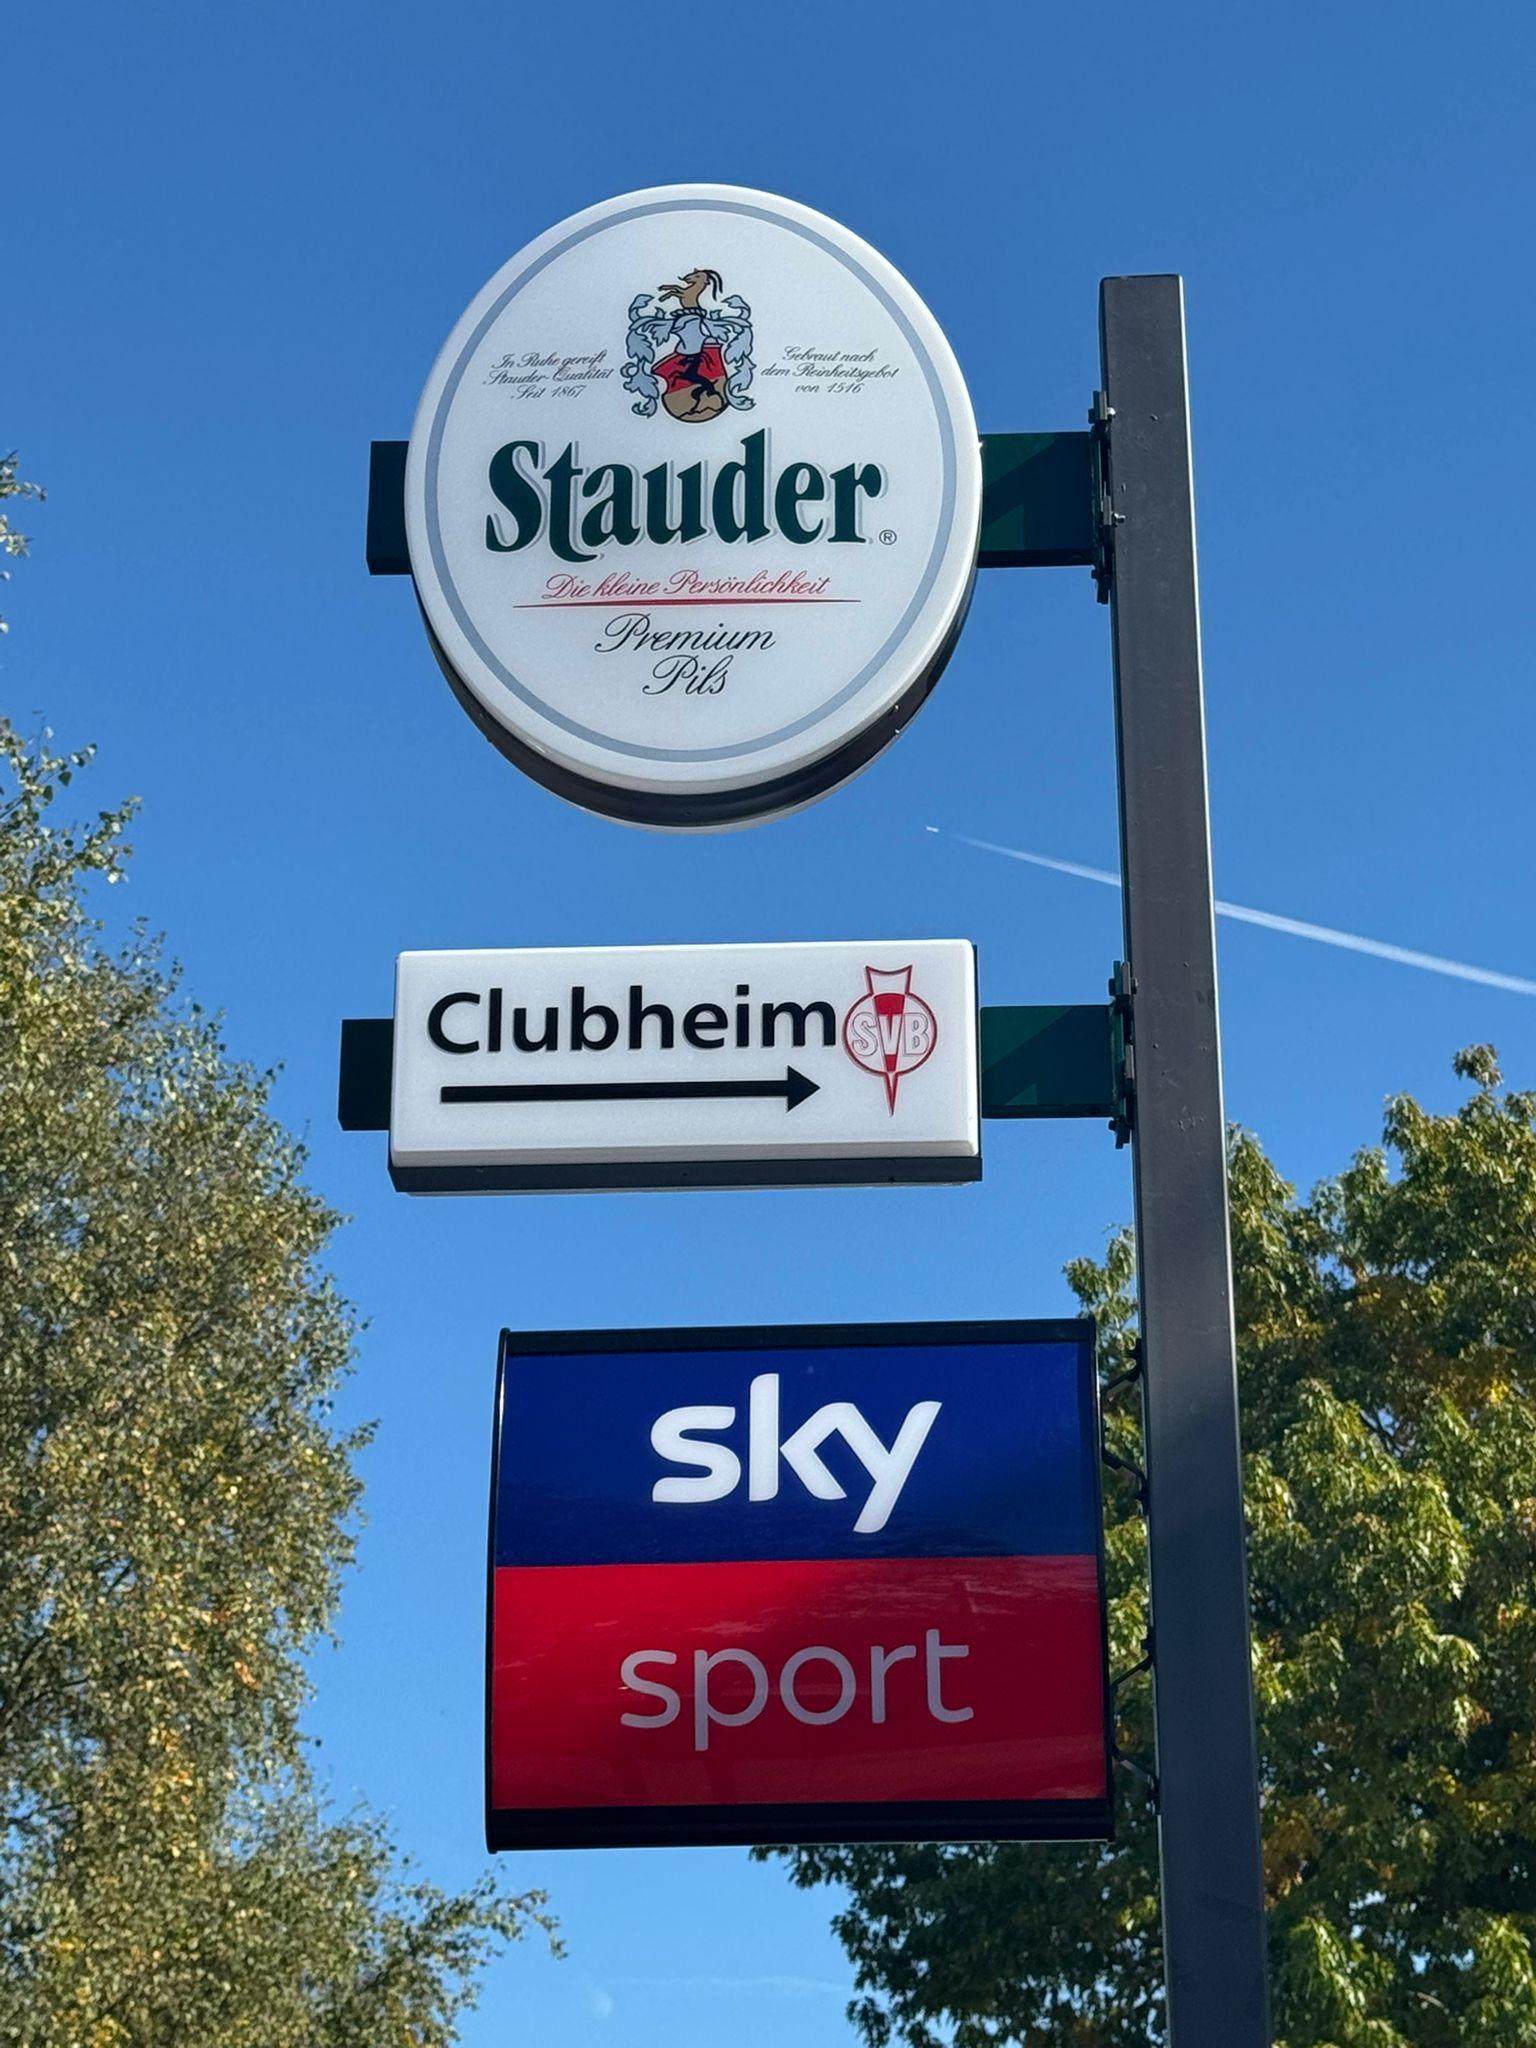 In Ruhe gereift
Stauder-Qualität
Seit 1867
Gebraut nach
dem Reinheitsgebot
von 1516
Stauder®
Die kleine Persönlichkeit
Premium
Pils
Clubheim
SVB
sky
sport